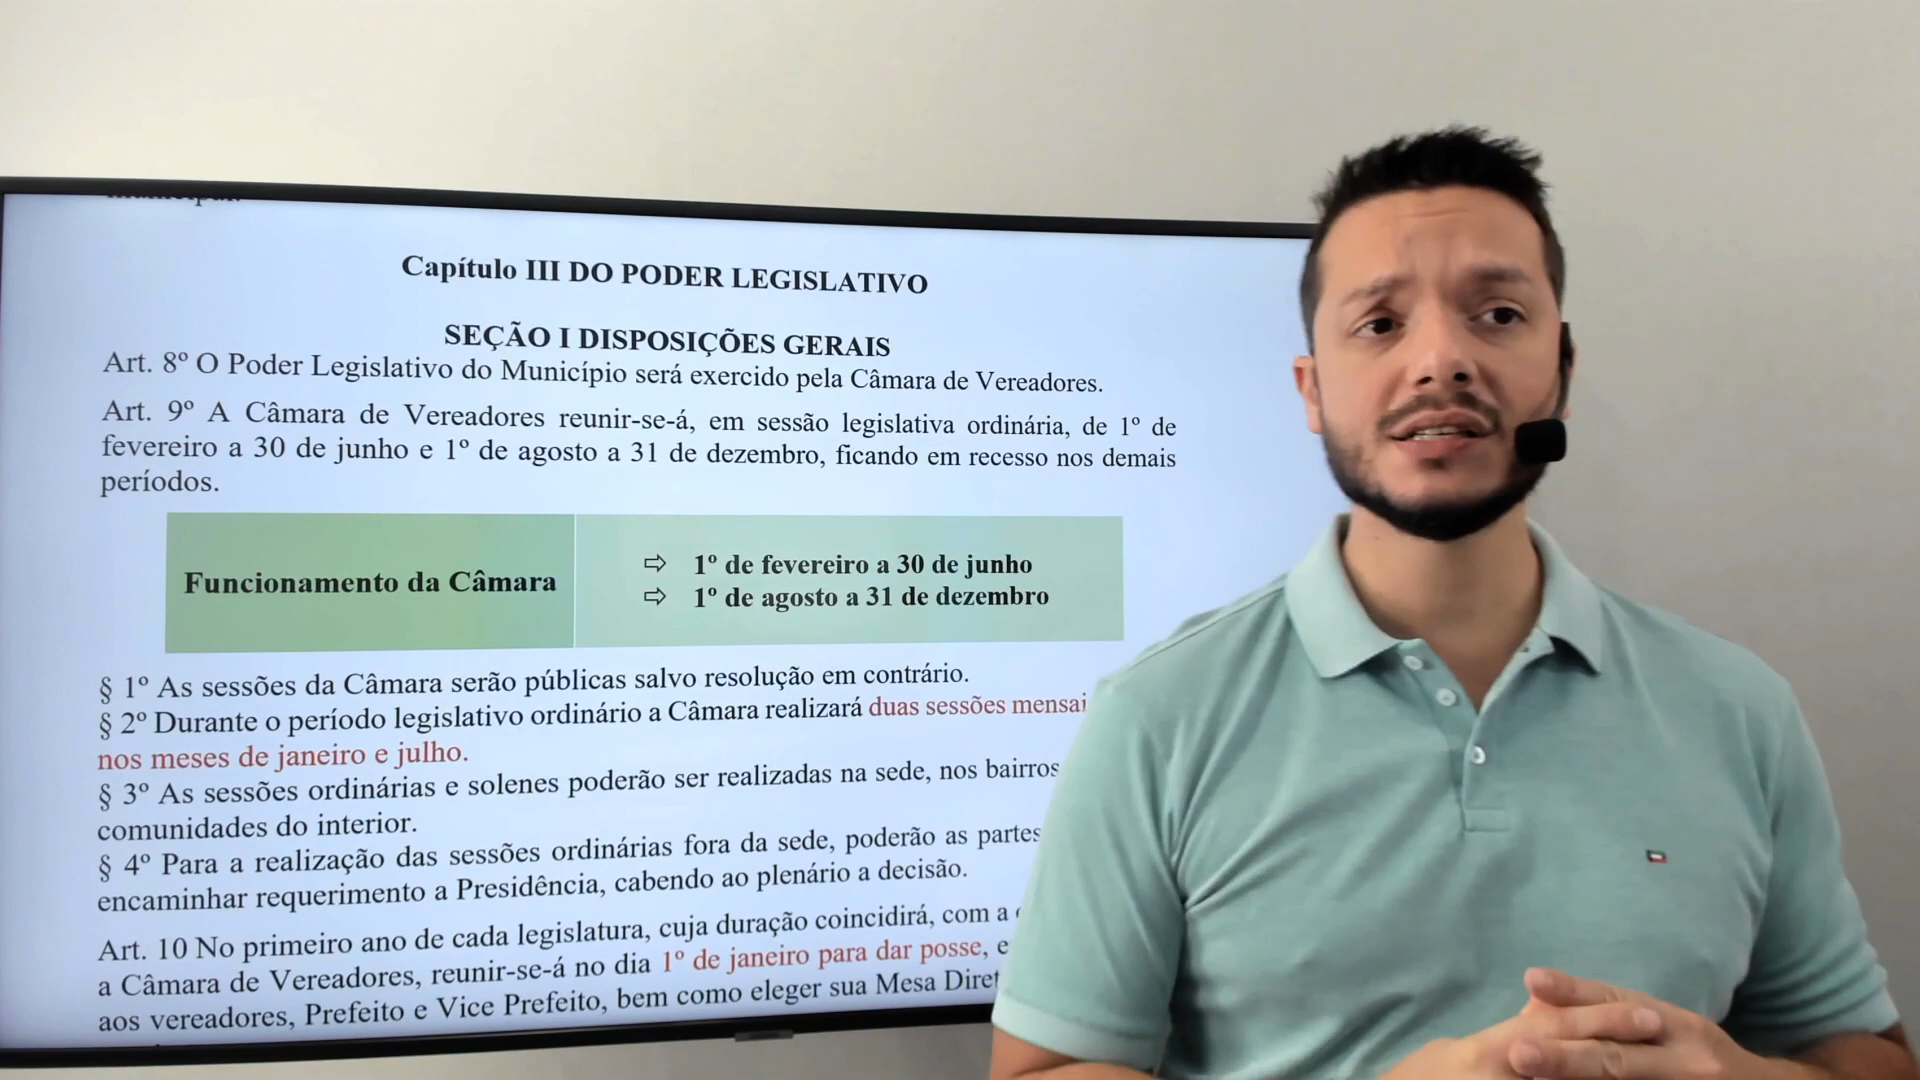 Capítulo III DO PODER LEGISLATIVO
SEÇÃO I DISPOSIÇÕES GERAIS
Art. 8º O Poder Legislativo do Município será exercido pela Câmara de Vereadores.
Art. 9º A Câmara de Vereadores reunir-se-á, em sessão legislativa ordinária, de 1º de
fevereiro a 30 de junho e 1º de agosto a 31 de dezembro, ficando em recesso nos demais
períodos.
Funcionamento da Câmara
⇨ 1º de fevereiro a 30 de junho
⇨ 1º de agosto a 31 de dezembro
§ 1º As sessões da Câmara serão públicas salvo resolução em contrário.
§ 2º Durante o período legislativo ordinário a Câmara realizará duas sessões mensai
nos meses de janeiro e julho.
§ 3º As sessões ordinárias e solenes poderão ser realizadas na sede, nos bairros
comunidades do interior.
§ 4º Para a realização das sessões ordinárias fora da sede, poderão as partes
encaminhar requerimento a Presidência, cabendo ao plenário a decisão.
Art. 10 No primeiro ano de cada legislatura, cuja duração coincidirá, com a
a Câmara de Vereadores, reunir-se-á no dia 1º de janeiro para dar posse, e
aos vereadores, Prefeito e Vice Prefeito, bem como eleger sua Mesa Diret